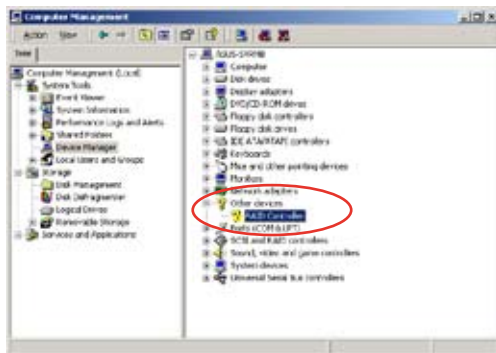 Computer Management
Action View
Tree
Computer Management (Local)
System Tools
Event Viewer
System Information
Performance Logs and Alerts
Shared Folders
Device Manager
Local Users and Groups
Storage
Disk Management
Disk Defragmenter
Logical Drives
Removable Storage
Services and Applications
Computer
Disk drives
Display adapters
DVD/CD-ROM drives
Floppy disk controllers
Floppy disk drives
IDE ATA/ATAPI controllers
Keyboards
Mice and other pointing devices
Monitors
Network adapters
Other devices
RAID Controller
Ports (COM & LPT)
SCSI and RAID controllers
Sound, video and game controllers
System devices
Universal Serial Bus controllers